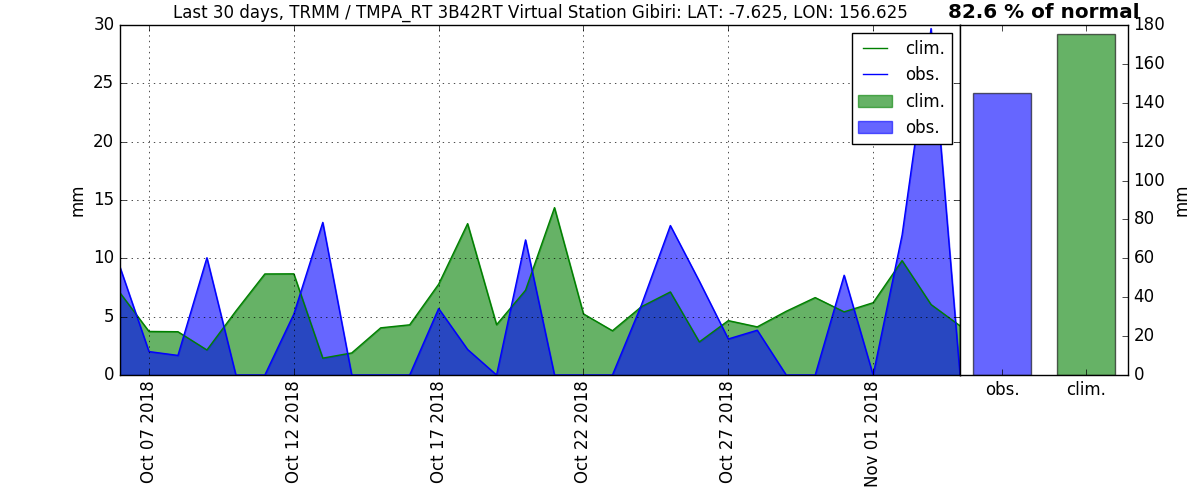 Last 30 days, TRMM / TMPA_RT 3B42RT Virtual Station Gibiri: LAT: -7.625, LON: 156.625
82.6 % of normal
30
25
20
15
10
5
0
mm
clim.
obs.
clim.
obs.
Oct 07 2018
Oct 12 2018
Oct 17 2018
Oct 22 2018
Oct 27 2018
Nov 01 2018
180
160
140
120
100
80
60
40
20
0
mm
obs.
clim.